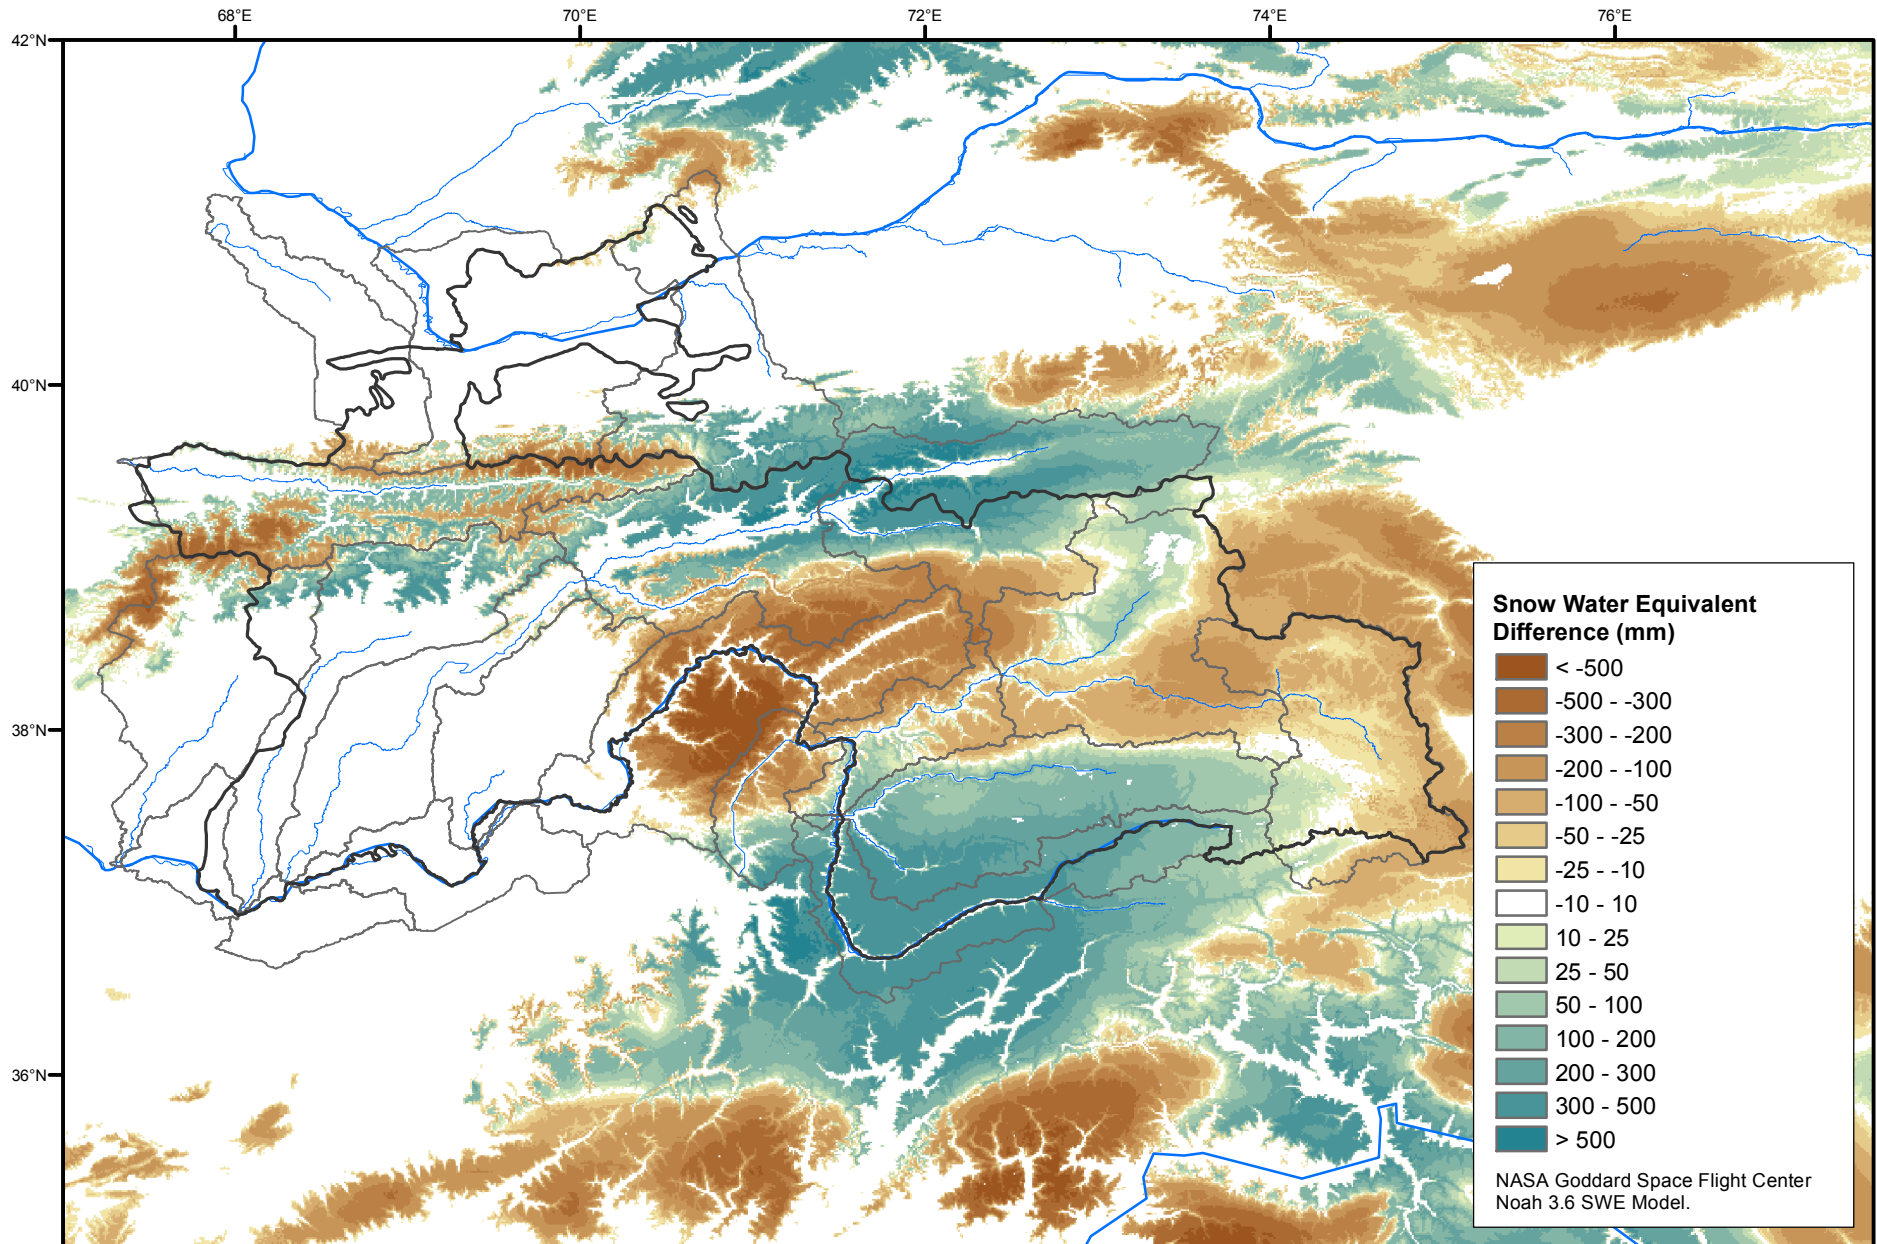 68°E
70°E
72°E
74°E
76°E
42°N
40°N
38°N
36°N
Snow Water Equivalent
Difference (mm)
< -500
-500 - -300
-300 - -200
-200 - -100
-100 - -50
-50 - -25
-25 - -10
-10 - 10
10 - 25
25 - 50
50 - 100
100 - 200
200 - 300
300 - 500
> 500
NASA Goddard Space Flight Center
Noah 3.6 SWE Model.